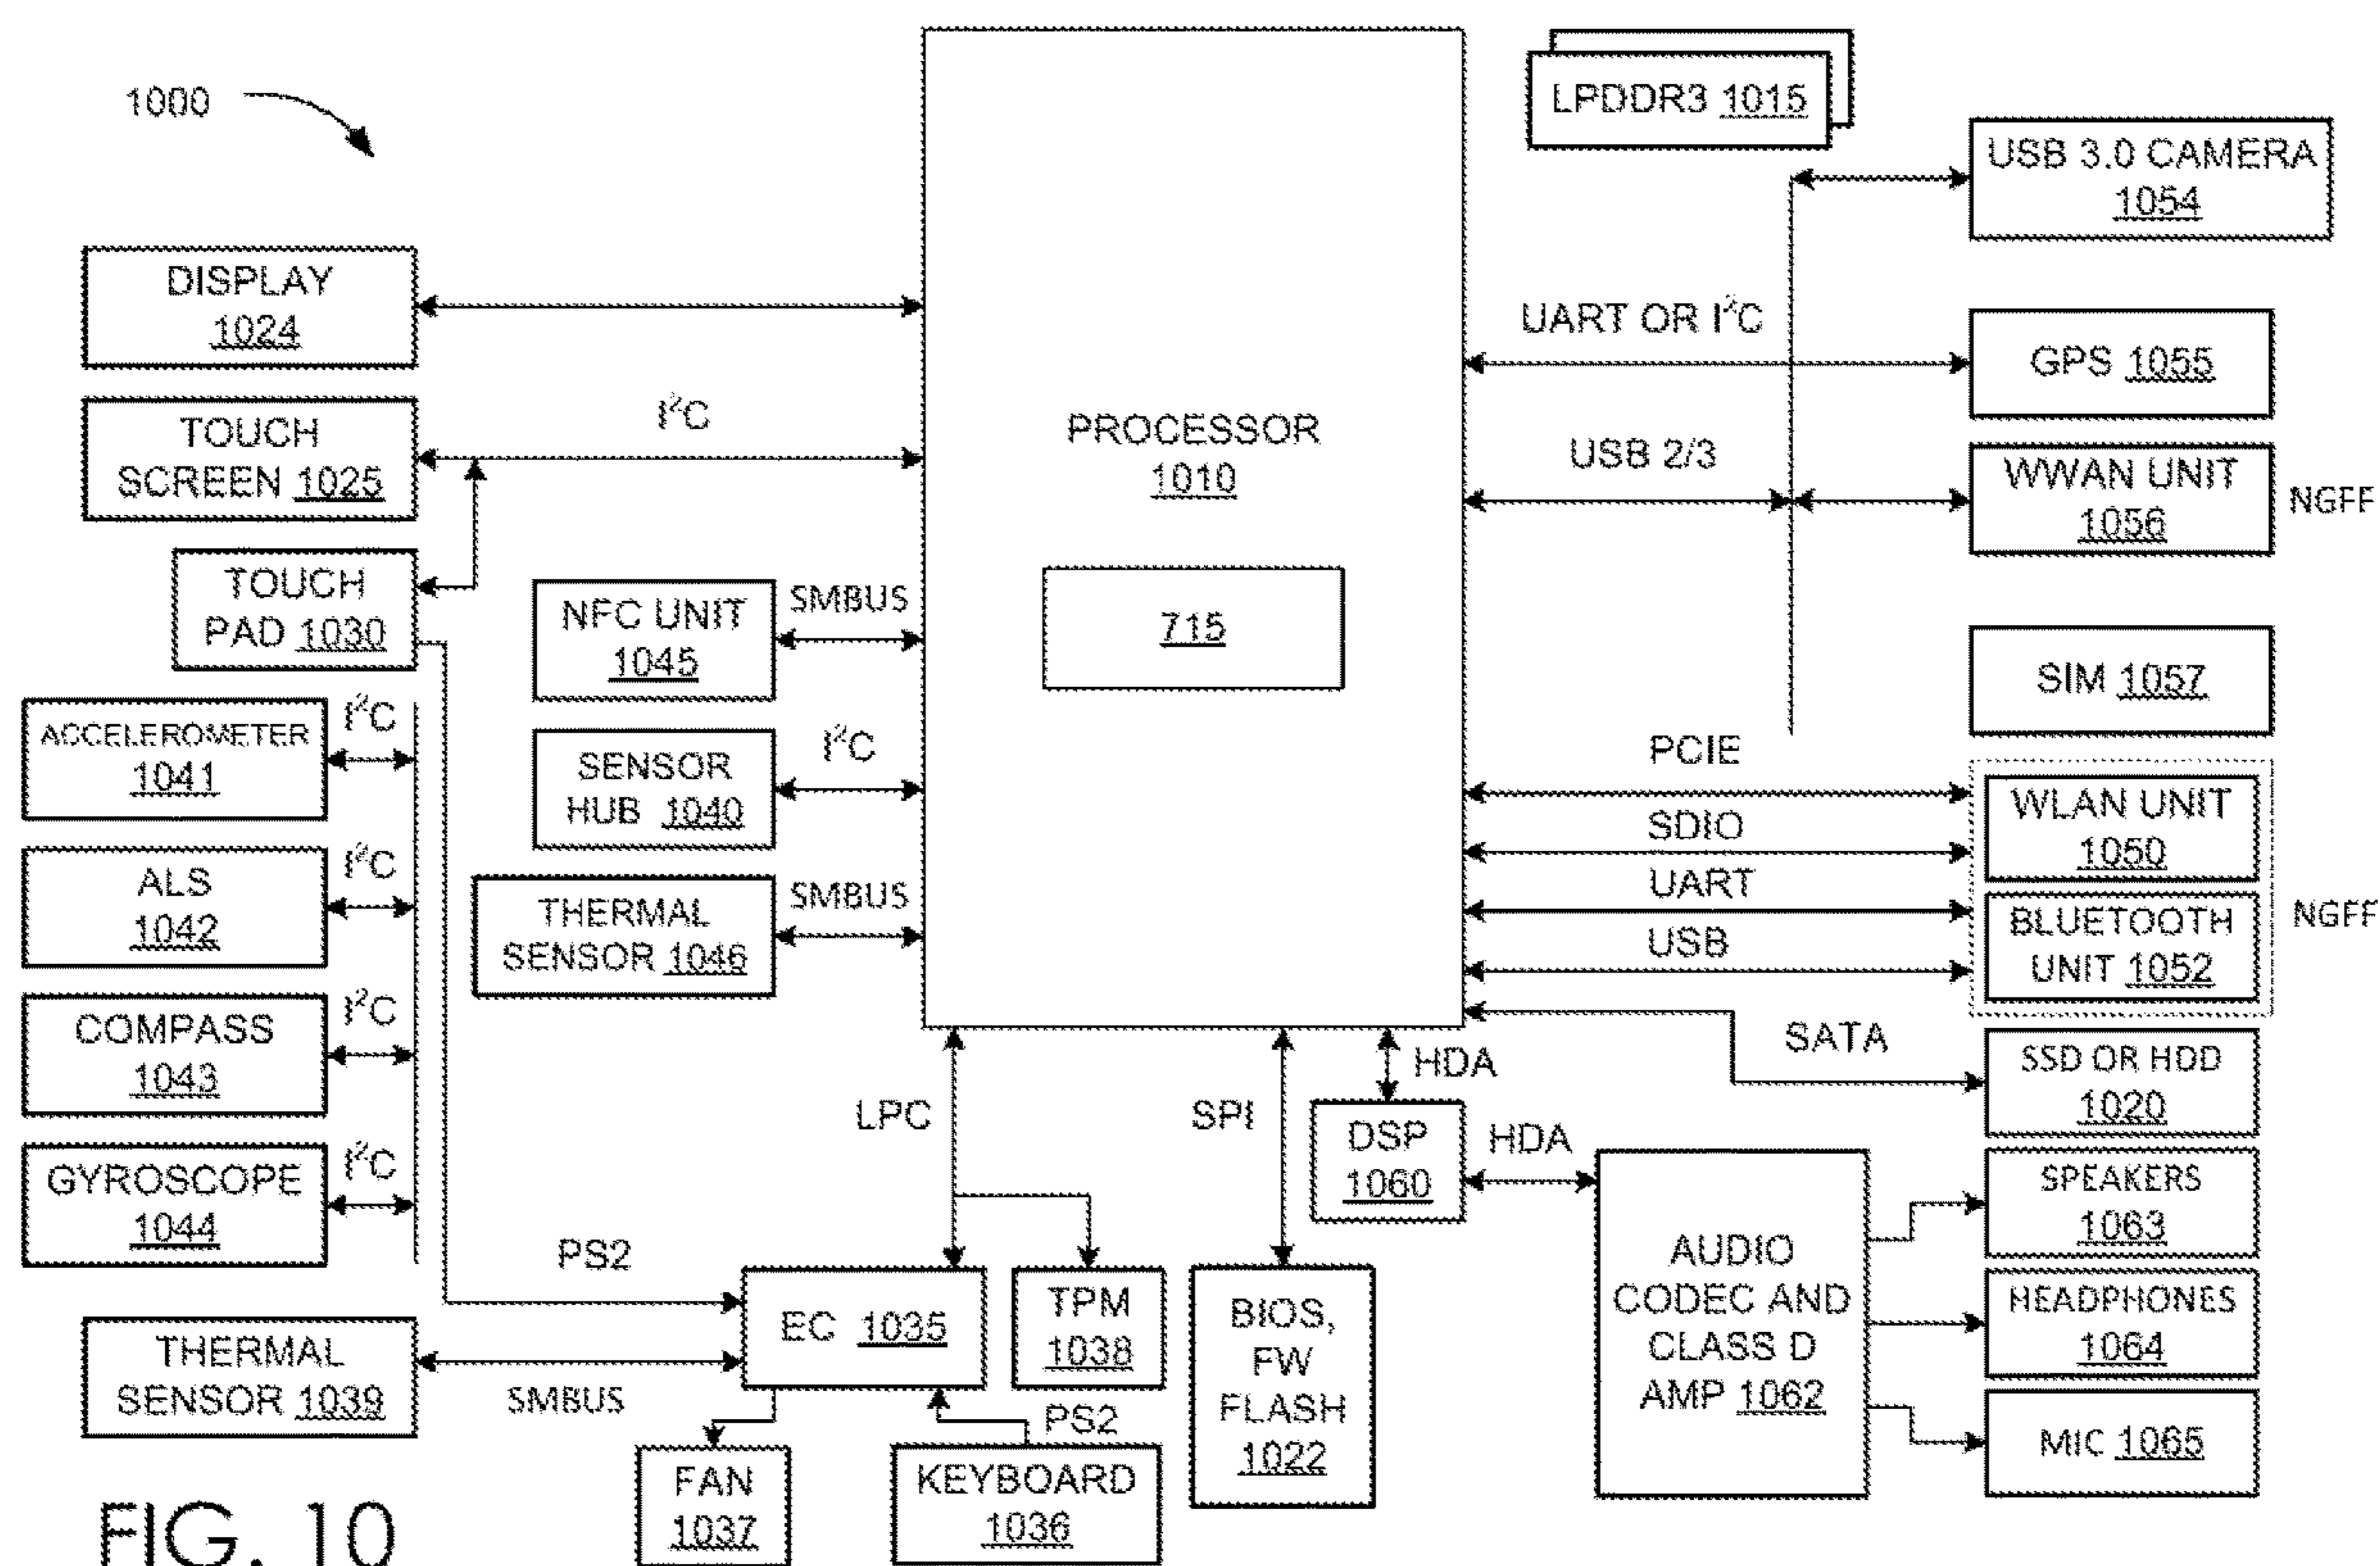 1000
LPDDR3 1015
USB 3.0 CAMERA
1054
DISPLAY
1024
UART OR I²C
GPS 1055
TOUCH
SCREEN 1025
I²C
PROCESSOR
1010
715
USB 2/3
WWAN UNIT
1056
NGFF
TOUCH
PAD 1030
NFC UNIT
1045
SMBUS
SIM 1057
ACCELEROMETER
1041
I²C
SENSOR
HUB 1040
I²C
PCIE
SDIO
UART
USB
WLAN UNIT
1050
BLUETOOTH
UNIT 1052
NGFF
ALS
1042
I²C
THERMAL
SENSOR 1046
SMBUS
COMPASS
1043
I²C
SATA
SSD OR HDD
1020
LPC
SPI
HDA
DSP
1060
HDA
GYROSCOPE
1044
I²C
SPEAKERS
1063
PS2
EC 1035
TPM
1038
BIOS,
FW
FLASH
1022
AUDIO
CODEC AND
CLASS D
AMP 1062
HEADPHONES
1064
THERMAL
SENSOR 1039
SMBUS
PS2
MIC 1065
FAN
1037
KEYBOARD
1036
FIG. 10